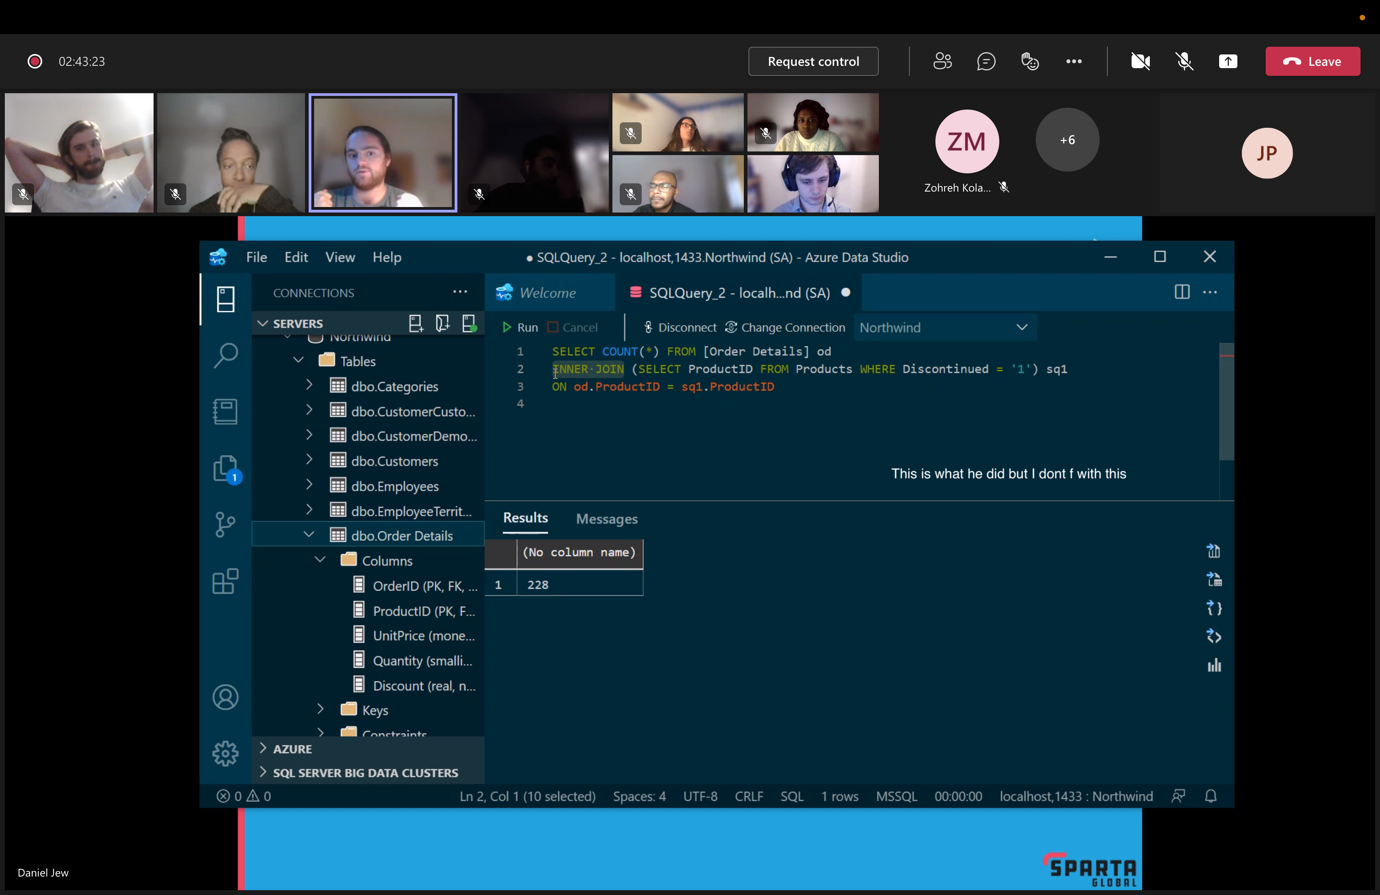 02:43:23
Request control
Leave
ZM
Zohreh Kola...
+6
JP
File Edit View Help
● SQLQuery_2 - localhost,1433.Northwind (SA) - Azure Data Studio
CONNECTIONS
SERVERS
Northwind
Tables
dbo.Categories
dbo.CustomerCusto...
dbo.CustomerDemo...
dbo.Customers
dbo.Employees
dbo.EmployeeTerrit...
dbo.Order Details
Columns
OrderID (PK, FK, ...
ProductID (PK, F...
UnitPrice (mone...
Quantity (smalli...
Discount (real, n...
Keys
Constraints
AZURE
SQL SERVER BIG DATA CLUSTERS
1
Welcome
SQLQuery_2 - localh...nd (SA)
Run Cancel Disconnect Change Connection Northwind
1 SELECT COUNT(*) FROM [Order Details] od
2 INNER·JOIN (SELECT ProductID FROM Products WHERE Discontinued = '1') sq1
3 ON od.ProductID = sq1.ProductID
4
This is what he did but I dont f with this
Results Messages
(No column name)
1 228
0 0 Ln 2, Col 1 (10 selected) Spaces: 4 UTF-8 CRLF SQL 1 rows MSSQL 00:00:00 localhost,1433 : Northwind
Daniel Jew
SPARTA
GLOBAL